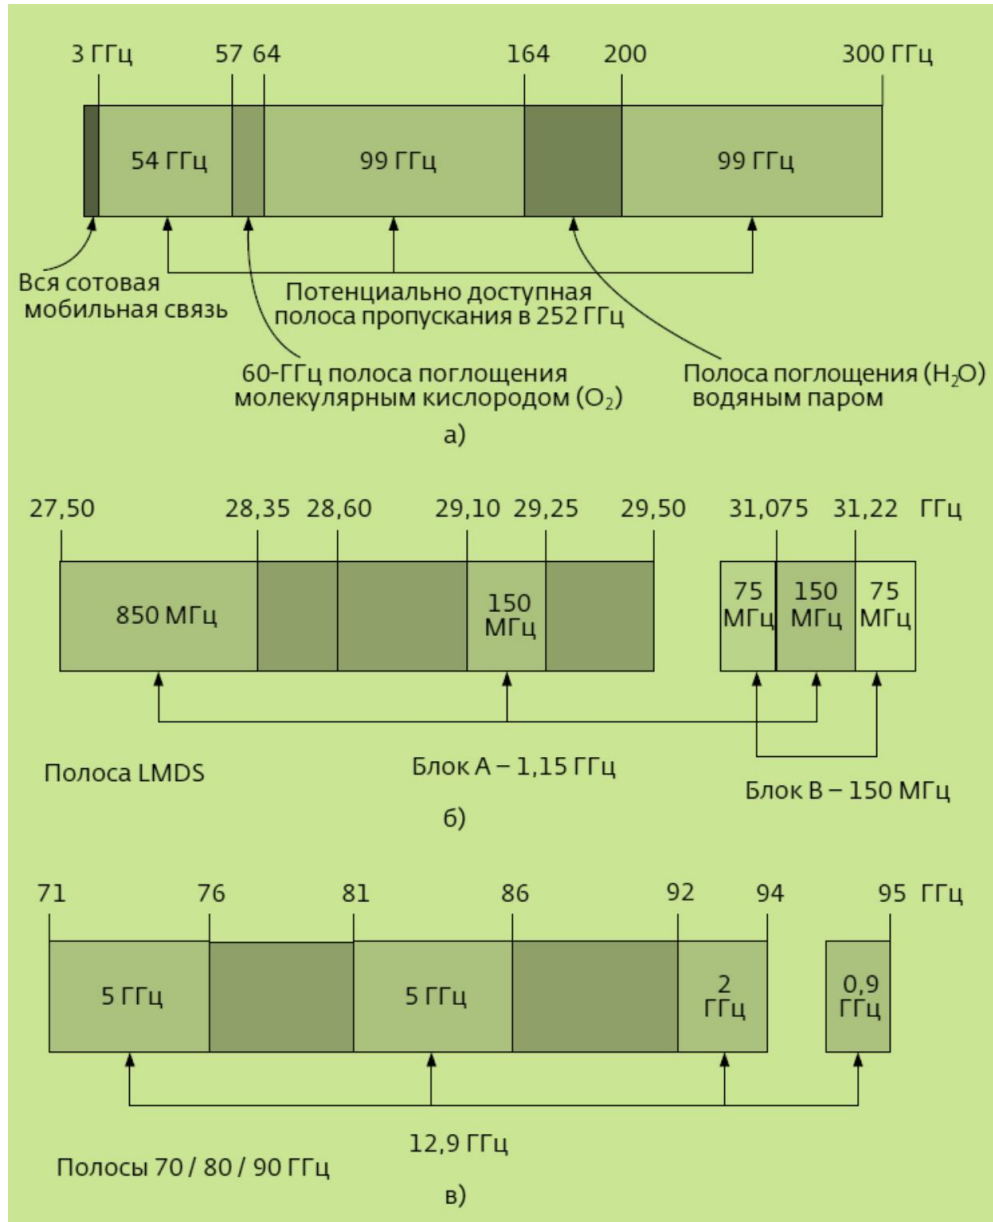 3 ГГц 57 64 164 200 300 ГГц
54 ГГц 99 ГГц 99 ГГц
Вся сотовая
мобильная связь
Потенциально доступная
полоса пропускания в 252 ГГц
60-ГГц полоса поглощения
молекулярным кислородом (O₂)
Полоса поглощения (H₂O)
водяным паром
а)
27,50 28,35 28,60 29,10 29,25 29,50 31,075 31,22 ГГц
850 МГц
150
МГц
75
МГц
150
МГц
75
МГц
Полоса LMDS
Блок А – 1,15 ГГц
Блок В – 150 МГц
б)
71 76 81 86 92 94 95 ГГц
5 ГГц 5 ГГц
2
ГГц
0,9
ГГц
12,9 ГГц
Полосы 70 / 80 / 90 ГГц
в)